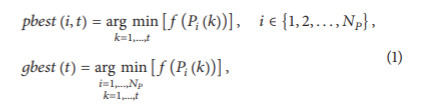 pbest (i, t) = arg min [f (P_i (k))], i ∈ {1, 2, . . . , N_P},
k=1,...,t
(1)
gbest (t) = arg min [f (P_i (k))],
i=1,...,N_P
k=1,...,t